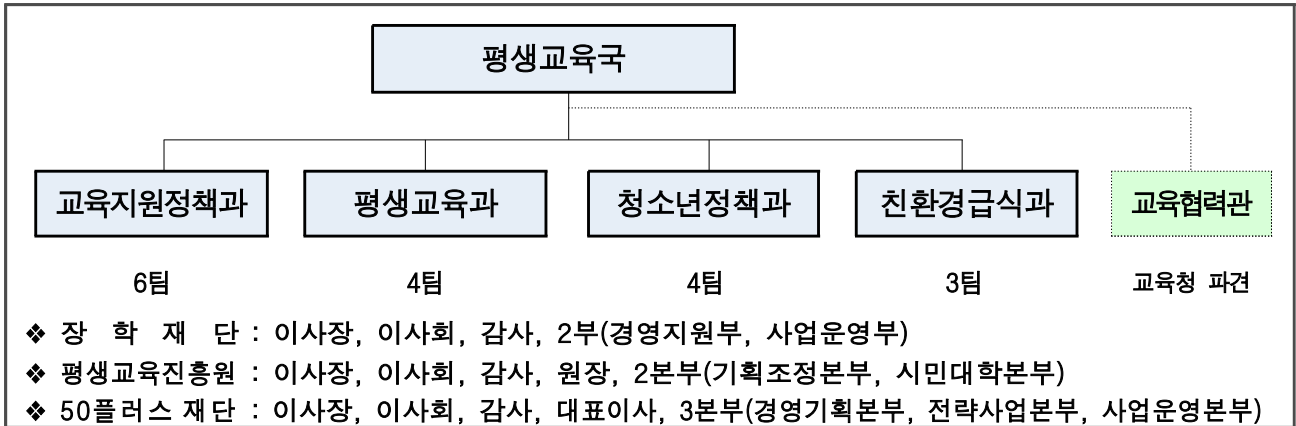 평생교육국
교육지원정책과 평생교육과 청소년정책과 친환경급식과 교육협력관
6팀 4팀 4팀 3팀 교육청 파견
❖ 장 학 재 단 : 이사장, 이사회, 감사, 2부(경영지원부, 사업운영부)
❖ 평생교육진흥원 : 이사장, 이사회, 감사, 원장, 2본부(기획조정본부, 시민대학본부)
❖ 50플러스 재단 : 이사장, 이사회, 감사, 대표이사, 3본부(경영기획본부, 전략사업본부, 사업운영본부)